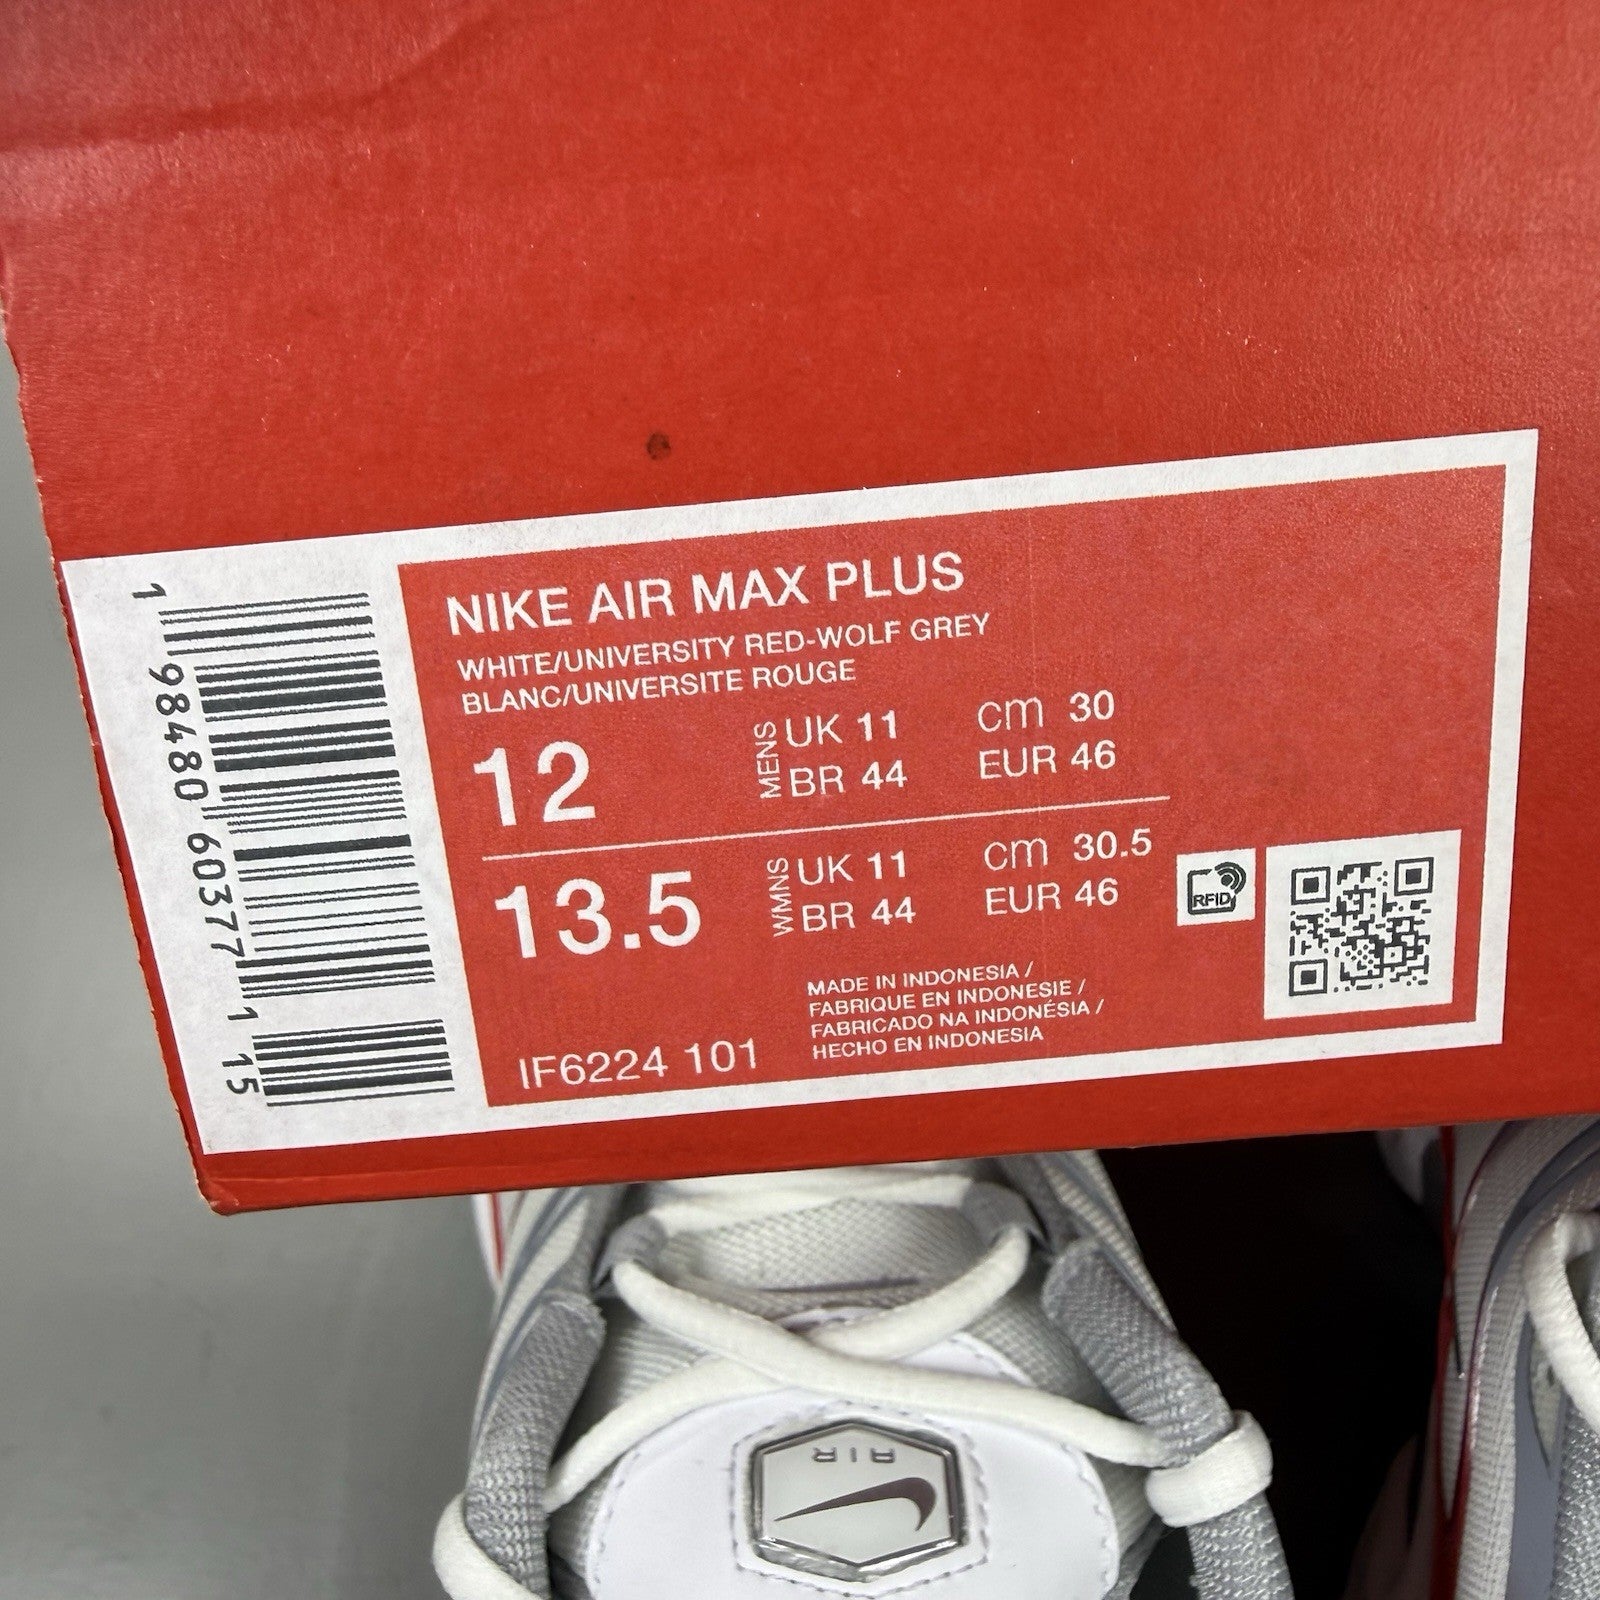 NIKE AIR MAX PLUS
WHITE/UNIVERSITY RED-WOLF GREY
BLANC/UNIVERSITE ROUGE
12
MENS
UK 11
cm 30
BR 44
EUR 46
13.5
WMNS
UK 11
cm 30.5
BR 44
EUR 46
RFID
MADE IN INDONESIA /
FABRIQUE EN INDONESIE /
FABRICADO NA INDONÉSIA /
HECHO EN INDONESIA
IF6224 101
1 98480 60377 1 15
AIR